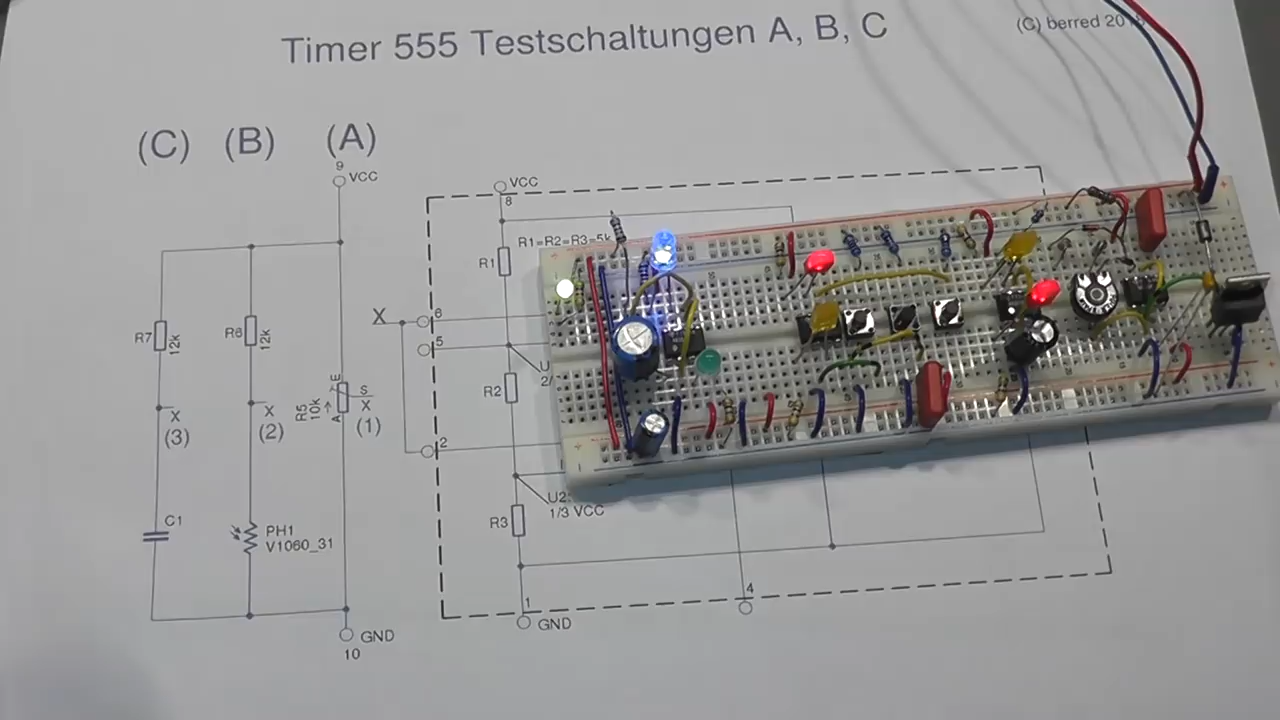 Timer 555 Testschaltungen A, B, C
(C) berred 20
(C) (B) (A)
9
VCC
VCC
8
R1=R2=R3=5k
R1
X
6
5
R7
12k
R6
12k
R5
10k
A
E
S
X
(1)
X
(2)
X
(3)
R2
U
2/
2
C1
PH1
V1060_31
U2:
1/3 VCC
R3
1
GND
4
GND
10